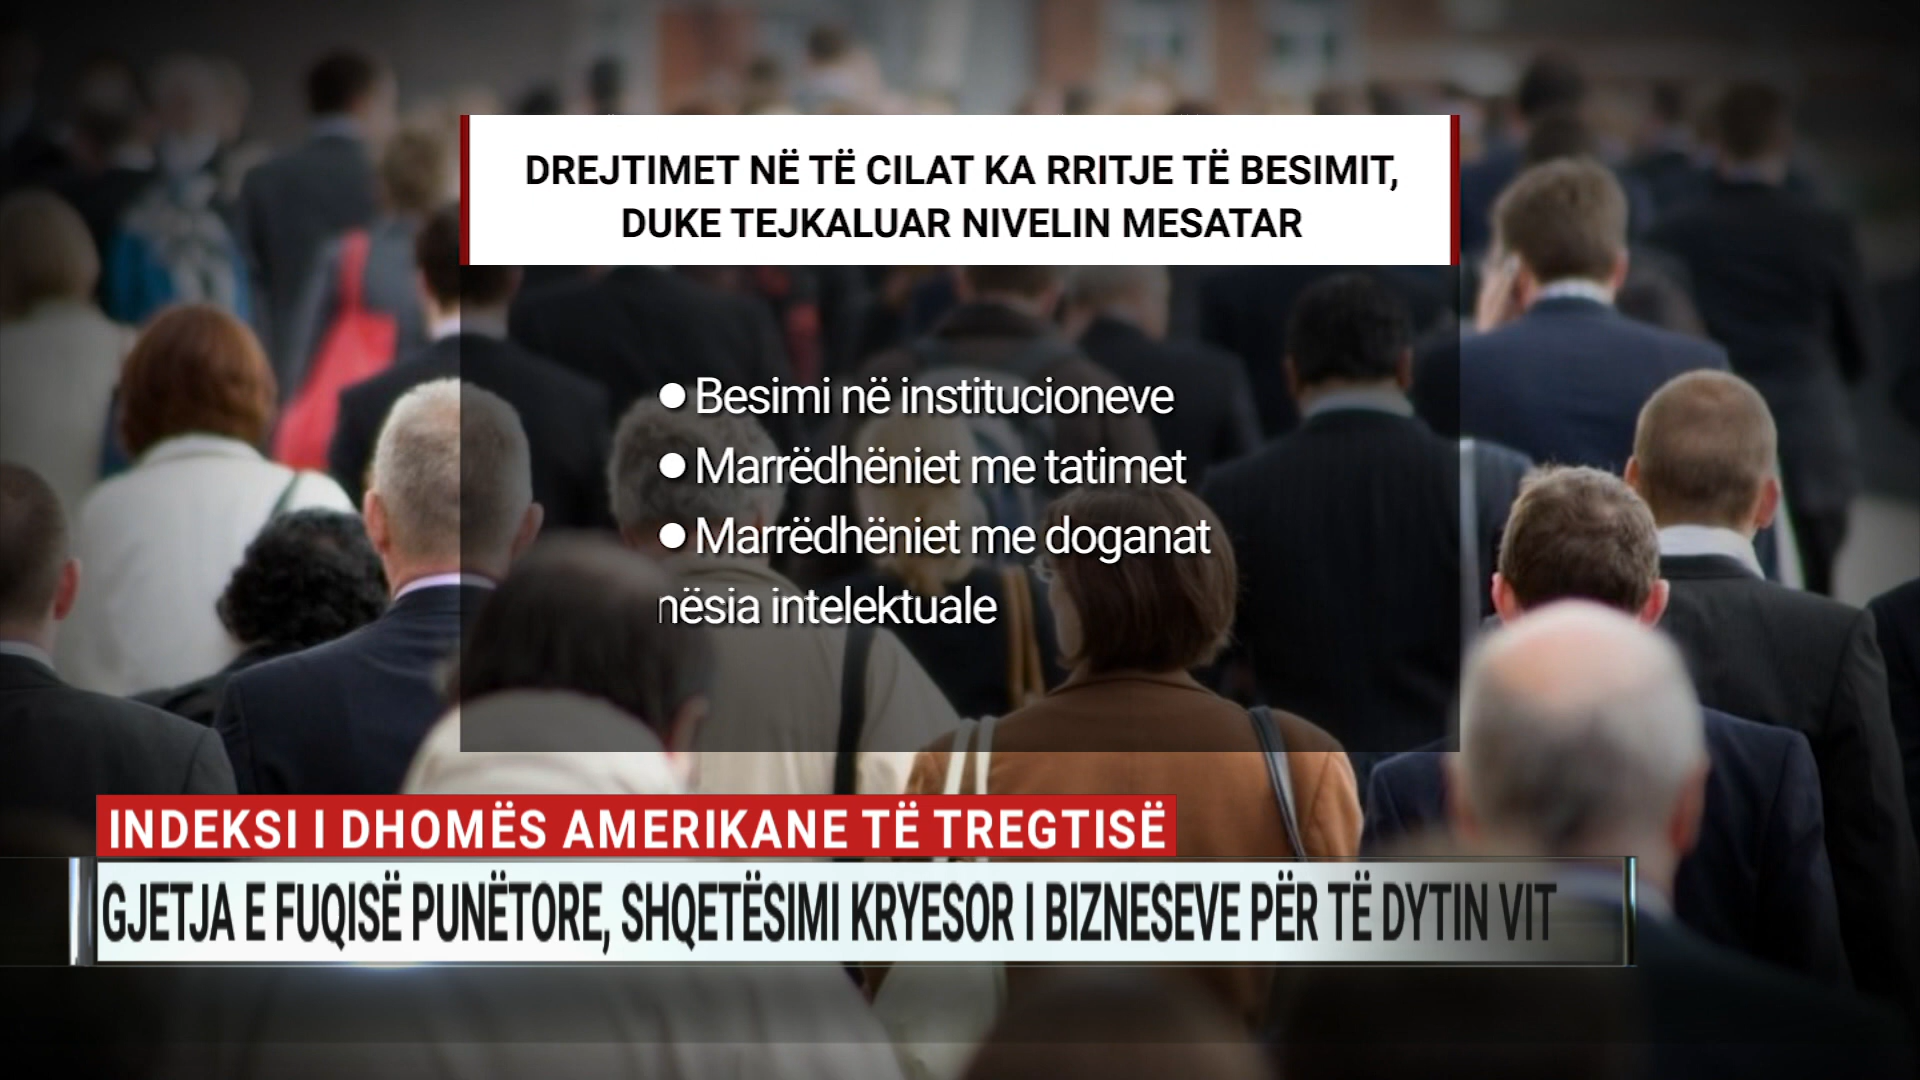 DREJTIMET NË TË CILAT KA RRITJE TË BESIMIT,
DUKE TEJKALUAR NIVELIN MESATAR
● Besimi në institucioneve
● Marrëdhëniet me tatimet
● Marrëdhëniet me doganat
nësia intelektuale
INDEKSI I DHOMËS AMERIKANE TË TREGTISË
GJETJA E FUQISË PUNËTORE, SHQETËSIMI KRYESOR I BIZNESEVE PËR TË DYTIN VIT